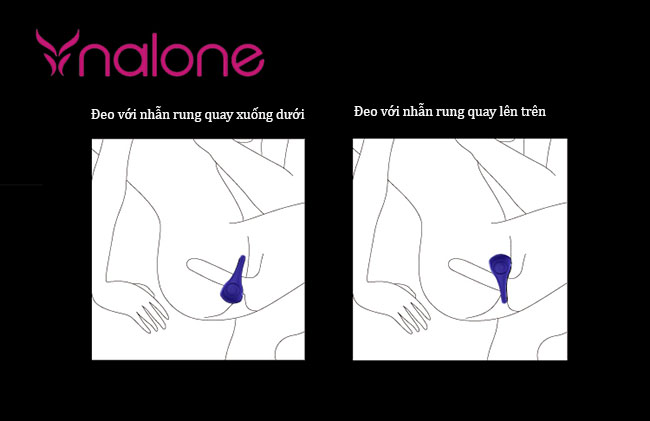 nalone
Đeo với nhẫn rung quay xuống dưới
Đeo với nhẫn rung quay lên trên